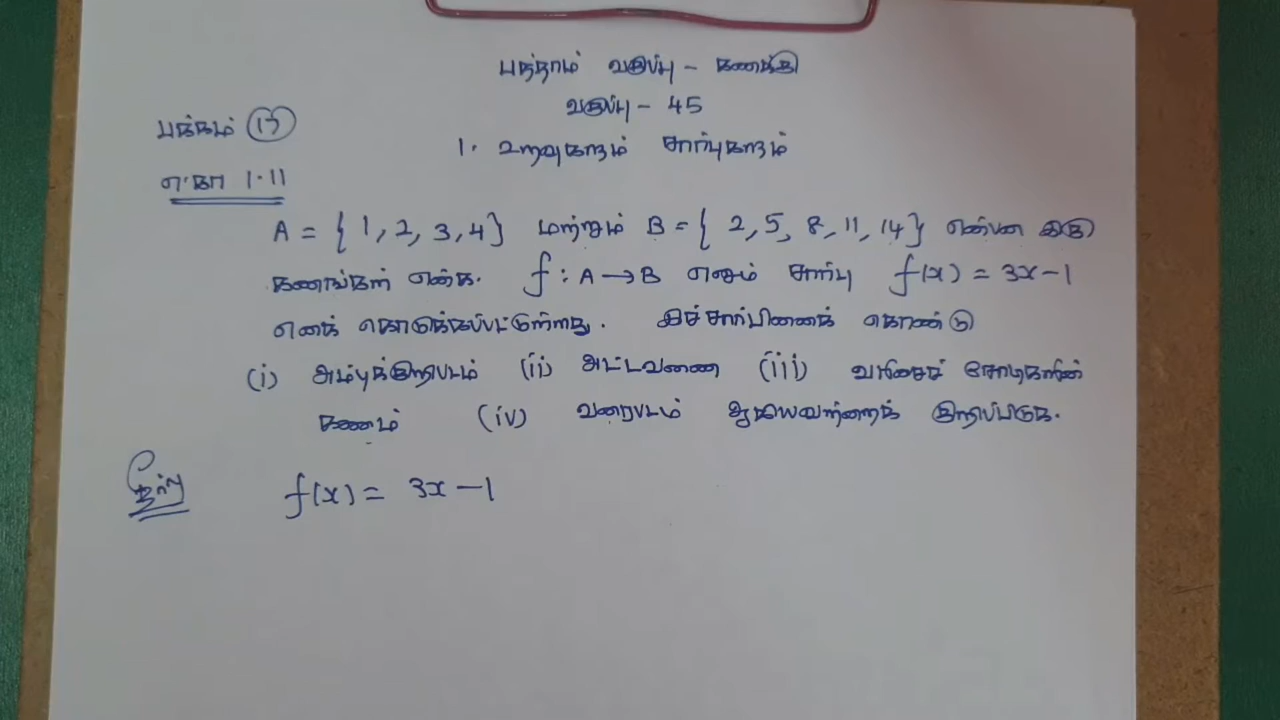 பத்தாம் வகுப்பு - கணக்கு
வகுப்பு - 45
பக்கம் 17
1. உறவுகளும் சார்புகளும்
எ.கா 1.11
A = { 1, 2, 3, 4} மற்றும் B = { 2, 5, 8, 11, 14} என்பன இரு
கணங்கள் என்க. f : A → B எனும் சார்பு f(x) = 3x - 1
எனக் கொடுக்கப்பட்டுள்ளது. இச்சார்பினைக் கொண்டு
(i) அம்புக்குறிபடம் (ii) அட்டவணை (iii) வரிசைச் சோடிகளின்
கணம் (iv) வரைபடம் ஆகியவற்றைக் குறிப்பிடுக.
தீர்வு f(x) = 3x - 1